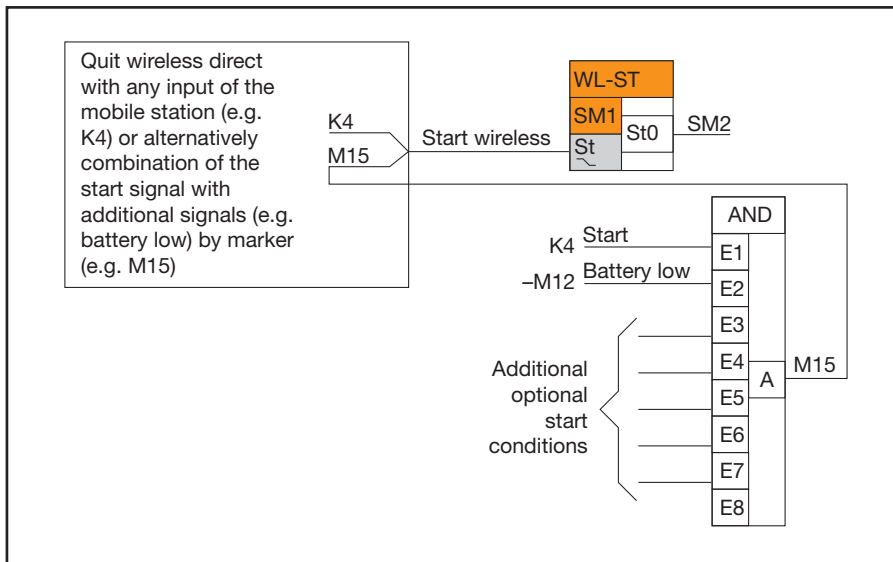 Quit wireless direct
with any input of the
mobile station (e.g.
K4) or alternatively
combination of the
start signal with
additional signals (e.g.
battery low) by marker
(e.g. M15)
K4
M15
Start wireless
WL-ST
SM1
St
St0
SM2
AND
K4 Start
E1
–M12 Battery low
E2
E3
E4
E5
E6
E7
E8
A
M15
Additional
optional
start
conditions